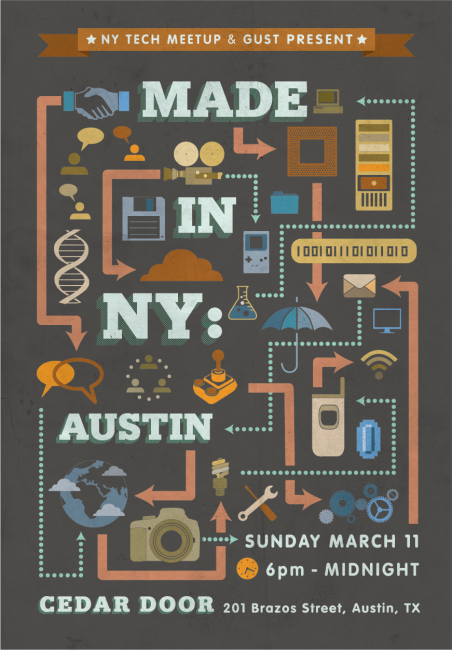 ★ NY TECH MEETUP & GUST PRESENT ★
MADE
IN
1001011101011010
NY:
AUSTIN
SUNDAY MARCH 11
6pm - MIDNIGHT
CEDAR DOOR 201 Brazos Street, Austin, TX